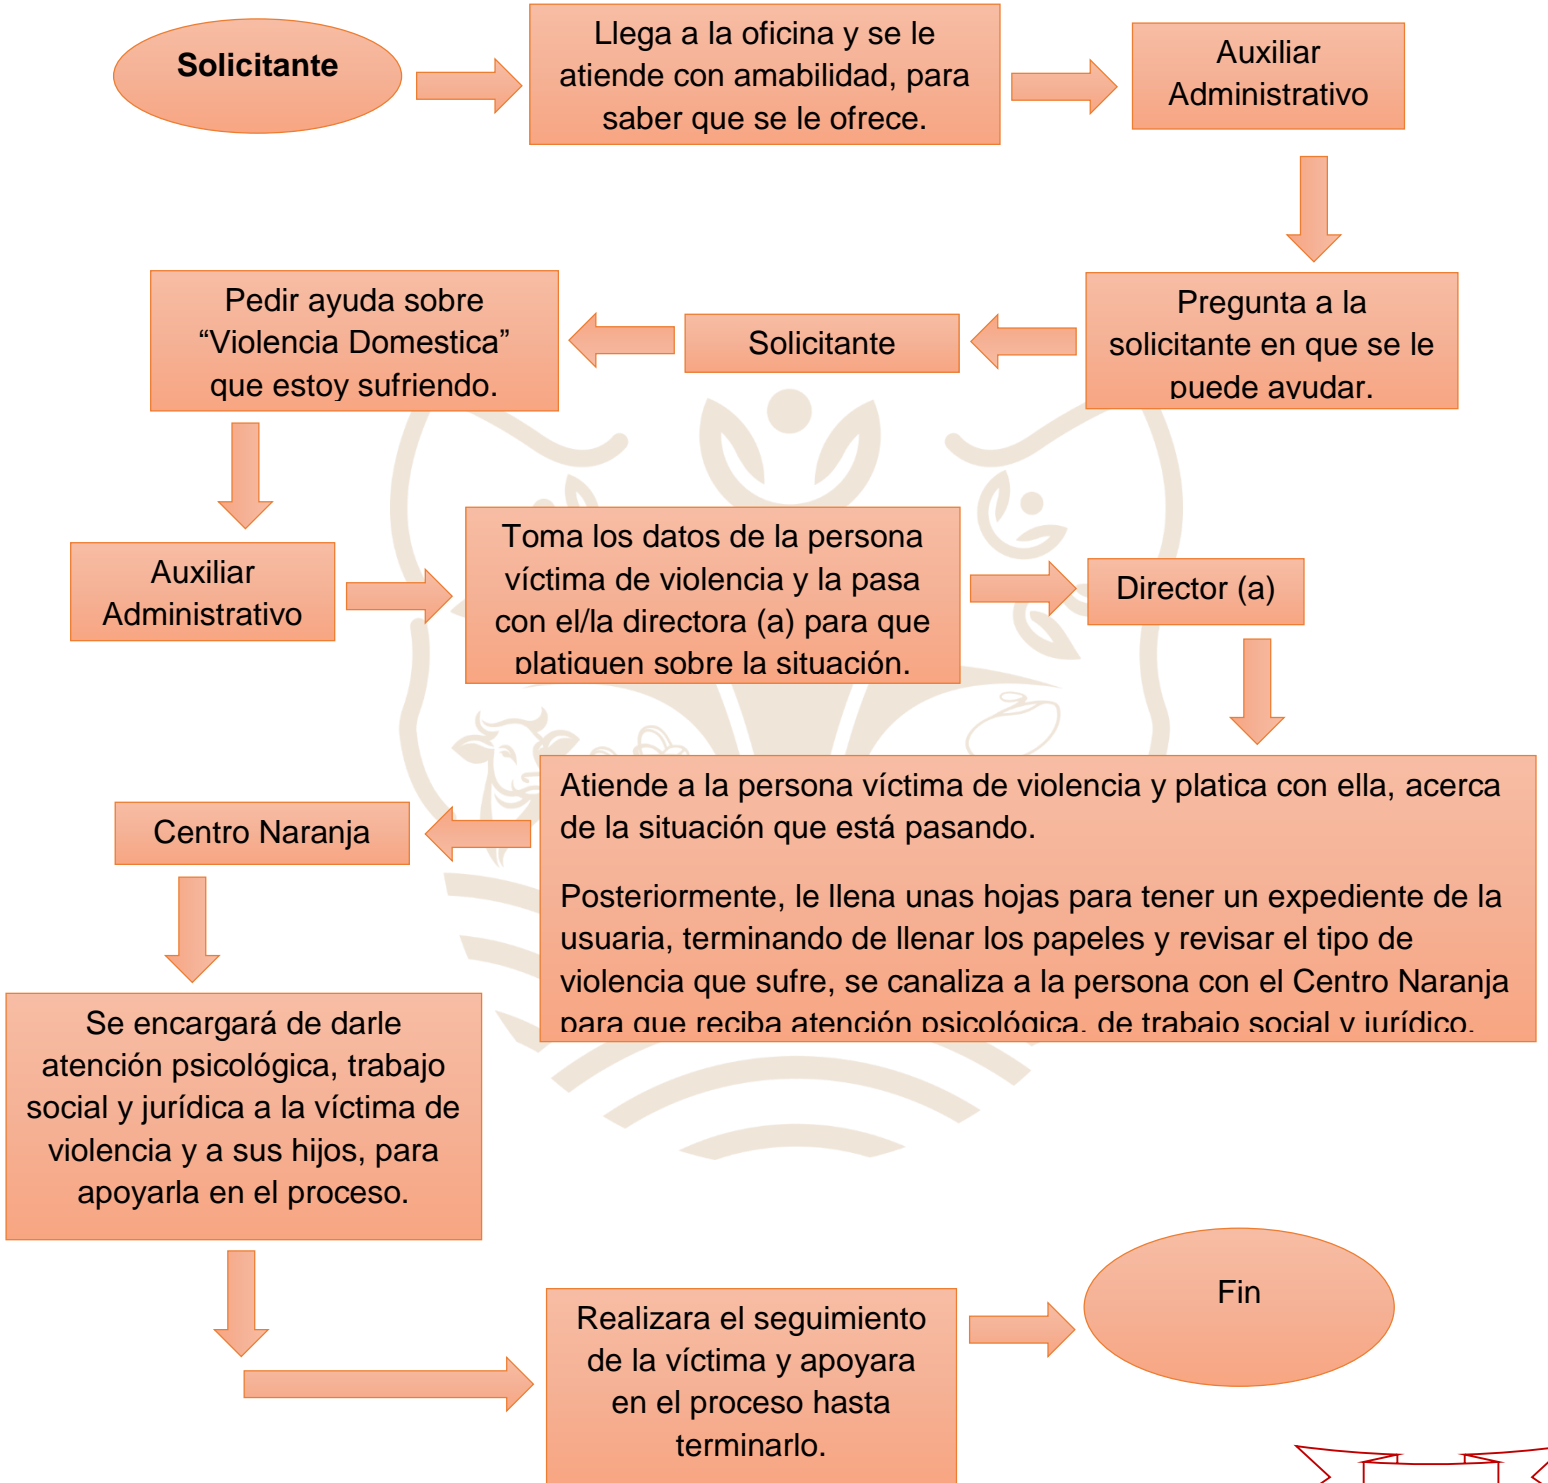 Solicitante
Llega a la oficina y se le
atiende con amabilidad, para
saber que se le ofrece.
Auxiliar
Administrativo
Pregunta a la
solicitante en que se le
puede ayudar.
Solicitante
Pedir ayuda sobre
“Violencia Domestica”
que estoy sufriendo.
Auxiliar
Administrativo
Toma los datos de la persona
víctima de violencia y la pasa
con el/la directora (a) para que
platiquen sobre la situación.
Director (a)
Atiende a la persona víctima de violencia y platica con ella, acerca
de la situación que está pasando.
Posteriormente, le llena unas hojas para tener un expediente de la
usuaria, terminando de llenar los papeles y revisar el tipo de
violencia que sufre, se canaliza a la persona con el Centro Naranja
para que reciba atención psicológica, de trabajo social y jurídico.
Centro Naranja
Se encargará de darle
atención psicológica, trabajo
social y jurídica a la víctima de
violencia y a sus hijos, para
apoyarla en el proceso.
Realizara el seguimiento
de la víctima y apoyara
en el proceso hasta
terminarlo.
Fin